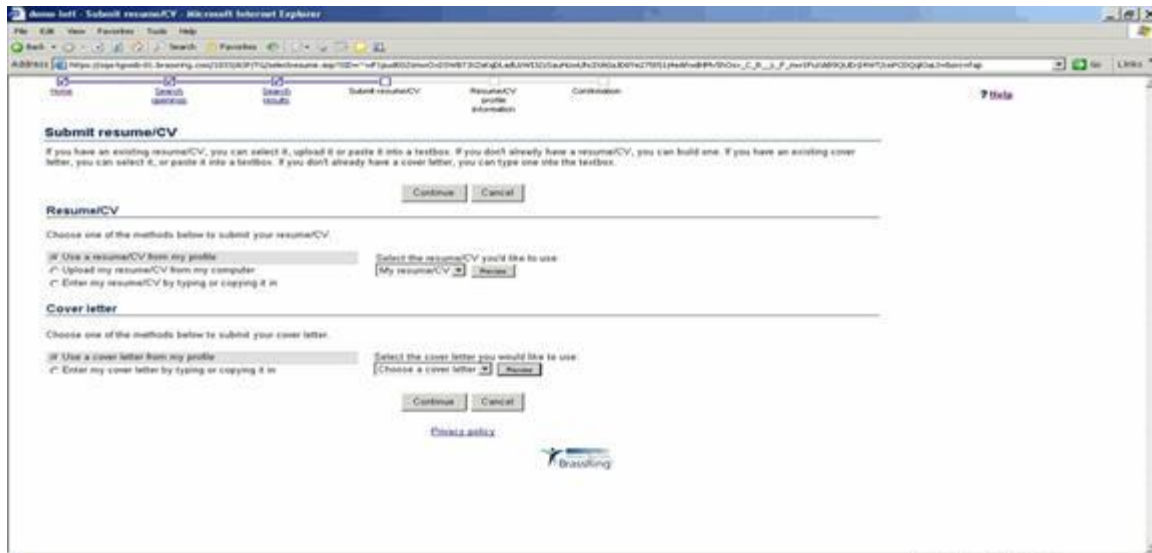 demo loft - Submit resume/CV - Microsoft Internet Explorer
File Edit View Favorites Tools Help
Back Search Favorites
Address Go Links
Home Search openings Search results Submit resume/CV Resume/CV profile information Confirmation
? Help
Submit resume/CV
If you have an existing resume/CV, you can select it, upload it or paste it into a textbox. If you don't already have a resume/CV, you can build one. If you have an existing cover
letter, you can select it, or paste it into a textbox. If you don't already have a cover letter, you can type one into the textbox.
Continue Cancel
Resume/CV
Choose one of the methods below to submit your resume/CV.
Use a resume/CV from my profile Select the resume/CV you'd like to use
Upload my resume/CV from my computer My resume/CV Preview
Enter my resume/CV by typing or copying it in
Cover letter
Choose one of the methods below to submit your cover letter.
Use a cover letter from my profile Select the cover letter you would like to use
Enter my cover letter by typing or copying it in Choose a cover letter Preview
Continue Cancel
Privacy policy
BrassRing